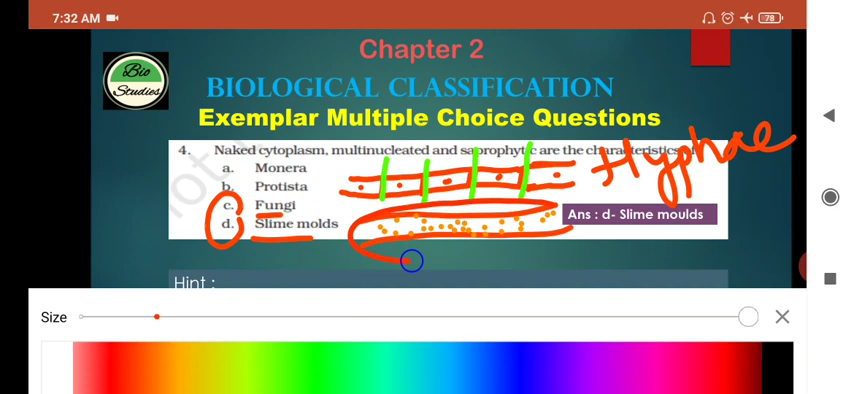 7:32 AM
78
Chapter 2
Bio
Studies
BIOLOGICAL CLASSIFICATION
Exemplar Multiple Choice Questions
4. Naked cytoplasm, multinucleated and saprophytic are the characteristics of
a. Monera
b. Protista
c. Fungi
d. Slime molds
Hyphae
Ans : d- Slime moulds
Hint :
Size